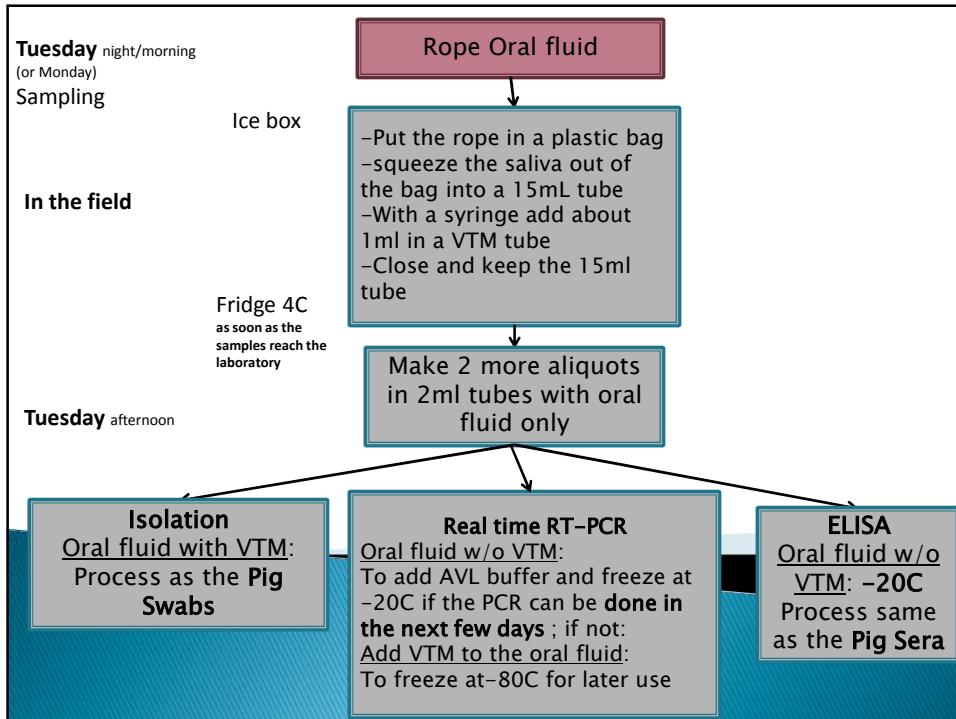 Tuesday night/morning
(or Monday)
Sampling
Rope Oral fluid
Ice box
In the field
–Put the rope in a plastic bag
–squeeze the saliva out of
the bag into a 15mL tube
–With a syringe add about
1ml in a VTM tube
–Close and keep the 15ml
tube
Fridge 4C
as soon as the
samples reach the
laboratory
Make 2 more aliquots
in 2ml tubes with oral
fluid only
Tuesday afternoon
Isolation
Oral fluid with VTM:
Process as the Pig
Swabs
Real time RT–PCR
Oral fluid w/o VTM:
To add AVL buffer and freeze at
–20C if the PCR can be done in
the next few days ; if not:
Add VTM to the oral fluid:
To freeze at–80C for later use
ELISA
Oral fluid w/o
VTM: –20C
Process same
as the Pig Sera